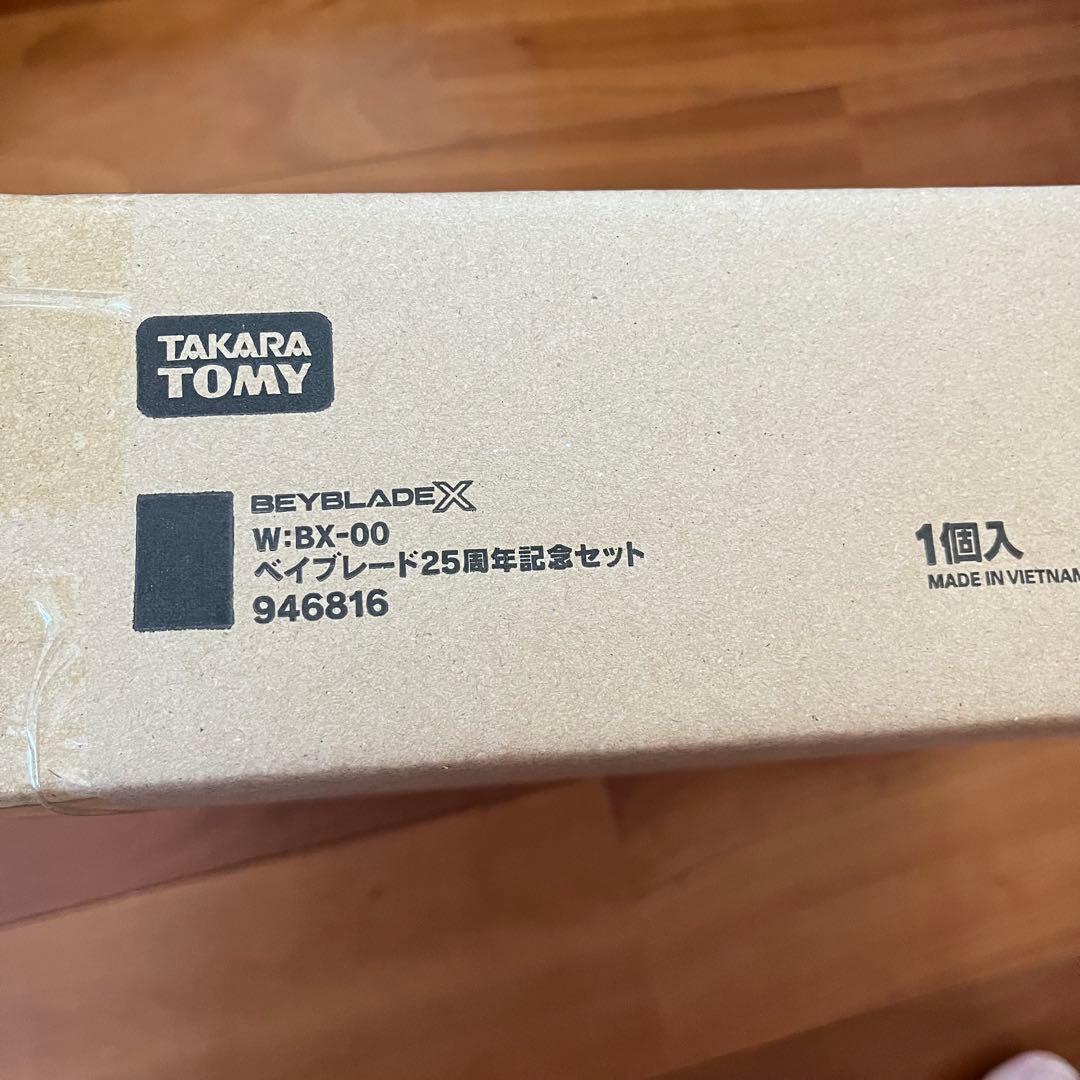 TAKARA
TOMY
BEYBLADE X
W:BX-00
ベイブレード25周年記念セット
946816
1個入
MADE IN VIETNAM